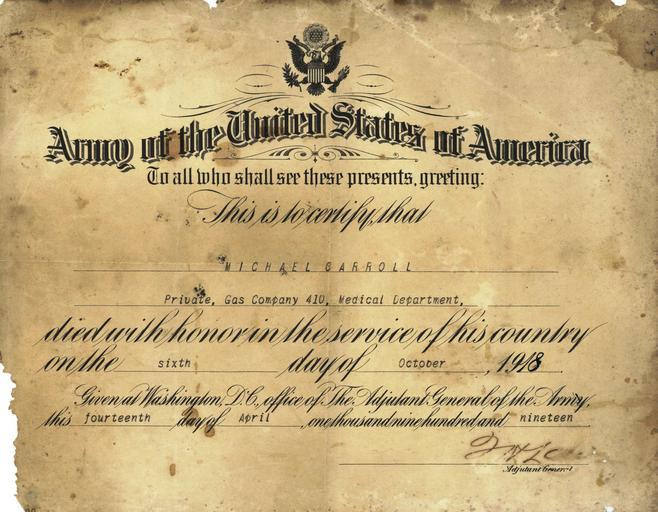 Army of the United States of America
To all who shall see these presents, greeting:
This is to certify, that
MICHAEL CARROLL
Private, Gas Company 410, Medical Department,
died with honor in the service of his country
on the sixth day of October , 1918 .
Given at Washington, D.C., office of The Adjutant General of the Army,
this fourteenth day of April , one thousand nine hundred and nineteen
Adjutant General